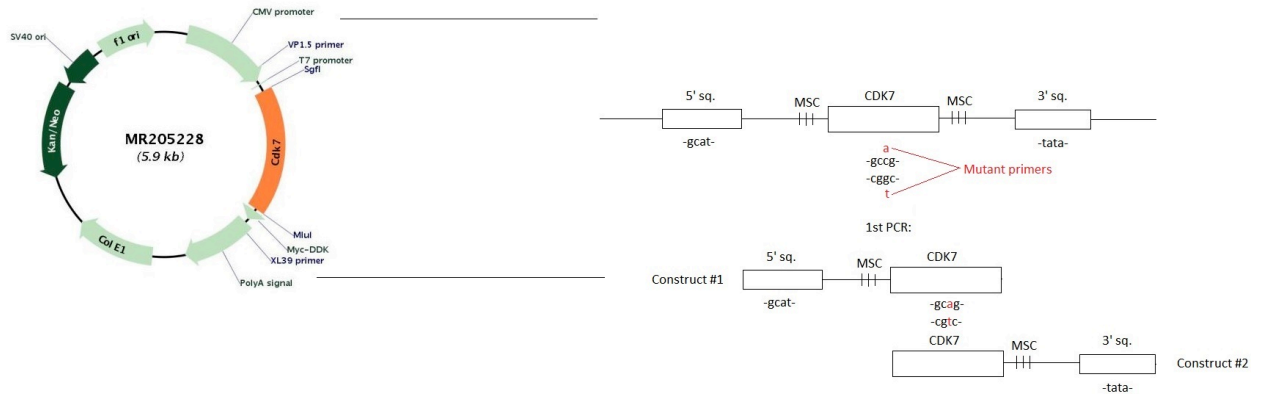 CMV promoter
SV40 ori
f1 ori
VP1.5 primer
T7 promoter
SgfI
Kan/Neo
MR205228
(5.9 kb)
Cdk7
Col E1
MluI
Myc-DDK
XL39 primer
PolyA signal
5' sq.
MSC
CDK7
MSC
3' sq.
-gcat-
-tata-
a
-gccg-
-cggc-
t
Mutant primers
1st PCR:
Construct #1
5' sq.
MSC
CDK7
-gcat-
-gcag-
-cgtc-
CDK7
MSC
3' sq.
Construct #2
-tata-